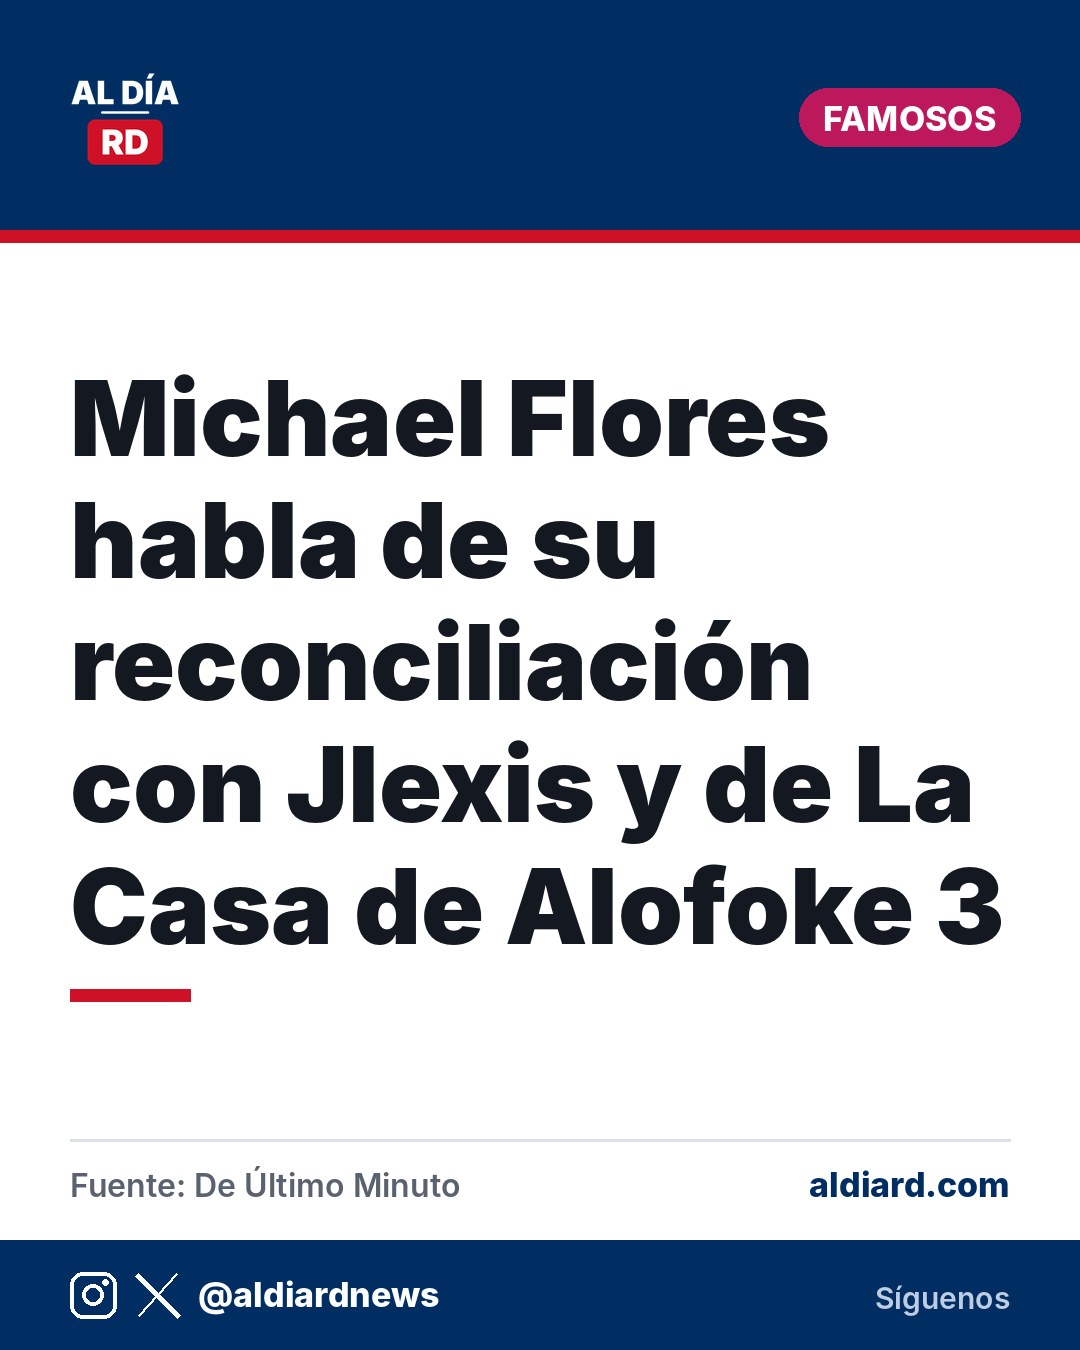 AL DÍA
RD
FAMOSOS
Michael Flores
habla de su
reconciliación
con Jlexis y de La
Casa de Alofoke 3
Fuente: De Último Minuto
aldiard.com
@aldiardnews
Síguenos